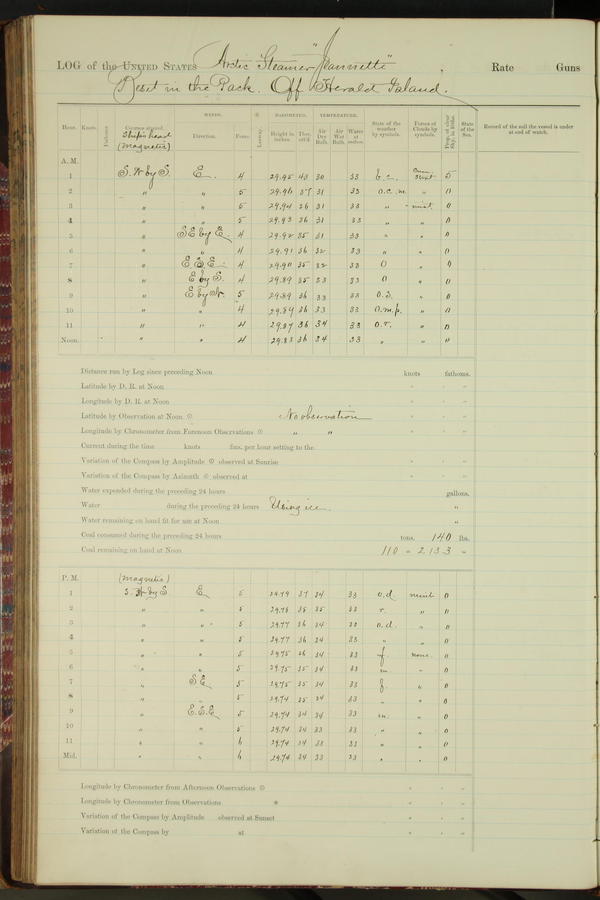 LOG of the UNITED STATES Arctic Steamer "Jeannette" Rate Guns
Beset in the Pack. Off Herald Island.
WINDS. BAROMETER. TEMPERATURE.
Hour. Knots. Fathoms. Courses steered. Ship's head (magnetic) Direction. Force. Leeway. Height in inches. Ther. att'd. Air Dry Bulb. Air Wet Bulb. Water at surface. State of the weather by symbols. Forms of Clouds by symbols. Prop. of clear Sky, in 10ths. State of the Sea. Record of the sail the vessel is under at end of watch.
A.M.
1 S. W by S. E. 4 29.95 43 30 33 b.c. Cum. Strat. 5
2 " " 5 29.96 37 31 33 o.c.m. " 0
3 " " 5 29.94 36 31 33 " mist. 0
4 " " 5 29.93 36 31 33 " " 0
5 " SE by E. 4 29.92 35 31 33 " " 0
6 " " 4 29.91 36 32 33 " " 0
7 " E.S.E. 4 29.90 35 32 33 O " 0
8 " E by S. 4 29.89 35 33 33 O " 0
9 " E by N. 5 29.89 36 33 33 o.s. " 0
10 " " 4 29.89 36 33 33 o.m.p. " 0
11 " " 4 29.87 36 34 33 o.r. " 0
Noon. " " 4 29.83 36 34 33 " " 0
Distance run by Log since preceding Noon knots fathoms.
Latitude by D. R. at Noon ° ′ ″
Longitude by D. R. at Noon ° ′ ″
Latitude by Observation at Noon ☉ No observation
Longitude by Chronometer from Forenoon Observations ☉ " "
Current during the time knots fms. per hour setting to the
Variation of the Compass by Amplitude ☉ observed at Sunrise
Variation of the Compass by Azimuth ☉ observed at
Water expended during the preceding 24 hours gallons.
Water during the preceding 24 hours Using ice. "
Water remaining on hand fit for use at Noon "
Coal consumed during the preceding 24 hours tons, 140 lbs.
Coal remaining on hand at Noon 110 " 2133 "
P.M. (magnetic)
1 S. W by S E. 5 29.79 37 34 33 o.d. mist 0
2 " " 5 29.78 35 35 33 r. " 0
3 " " 5 29.77 36 34 33 o.d. " 0
4 " " 5 29.77 36 34 33 " " 0
5 " " 5 29.75 36 34 33 f. none. 0
6 " " 5 29.75 35 34 33 m " 0
7 " SE 5 29.75 35 34 33 f. " 0
8 " " 5 29.74 35 34 33 " " 0
9 " E.S.E. 5 29.74 34 34 33 m. " 0
10 " " 5 29.74 34 33 33 " " 0
11 " " 6 29.74 34 33 33 " " 0
Mid. " " 6 29.74 34 33 33 " " 0
Longitude by Chronometer from Afternoon Observations ☉
Longitude by Chronometer from Observations
Variation of the Compass by Amplitude observed at Sunset
Variation of the Compass by at